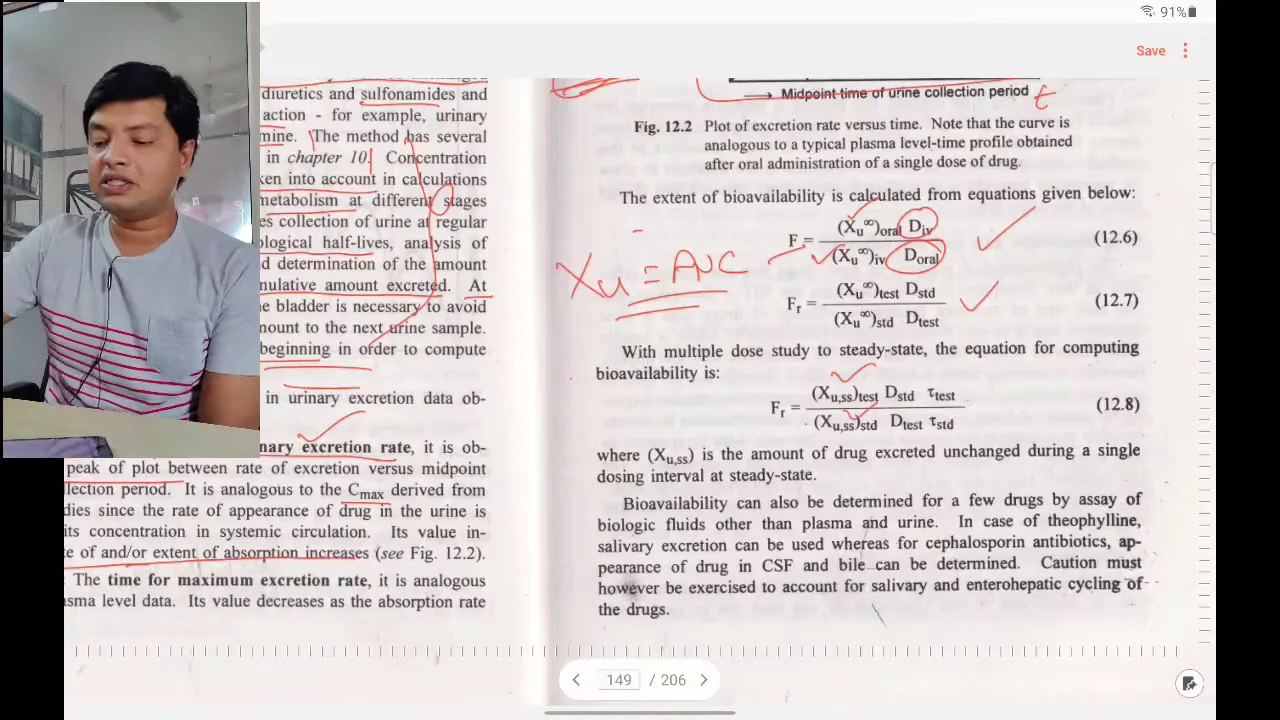 91%
Save
diuretics and sulfonamides and
action - for example, urinary
mine. The method has several
in chapter 10. Concentration
ken into account in calculations
metabolism at different stages
es collection of urine at regular
ological half-lives, analysis of
d determination of the amount
mulative amount excreted. At
he bladder is necessary to avoid
mount to the next urine sample.
beginning in order to compute
in urinary excretion data ob-
nary excretion rate, it is ob-
peak of plot between rate of excretion versus midpoint
llection period. It is analogous to the Cmax derived from
dies since the rate of appearance of drug in the urine is
its concentration in systemic circulation. Its value in-
e of and/or extent of absorption increases (see Fig. 12.2).
The time for maximum excretion rate, it is analogous
asma level data. Its value decreases as the absorption rate
→ Midpoint time of urine collection period t
Fig. 12.2 Plot of excretion rate versus time. Note that the curve is
analogous to a typical plasma level-time profile obtained
after oral administration of a single dose of drug.
The extent of bioavailability is calculated from equations given below:
F = (Xu∞)oral Div / (Xu∞)iv Doral (12.6)
Xu = AUC
Fr = (Xu∞)test Dstd / (Xu∞)std Dtest (12.7)
With multiple dose study to steady-state, the equation for computing
bioavailability is:
Fr = (Xu,ss)test Dstd τtest / (Xu,ss)std Dtest τstd (12.8)
where (Xu,ss) is the amount of drug excreted unchanged during a single
dosing interval at steady-state.
Bioavailability can also be determined for a few drugs by assay of
biologic fluids other than plasma and urine. In case of theophylline,
salivary excretion can be used whereas for cephalosporin antibiotics, ap-
pearance of drug in CSF and bile can be determined. Caution must
however be exercised to account for salivary and enterohepatic cycling of
the drugs.
149 / 206